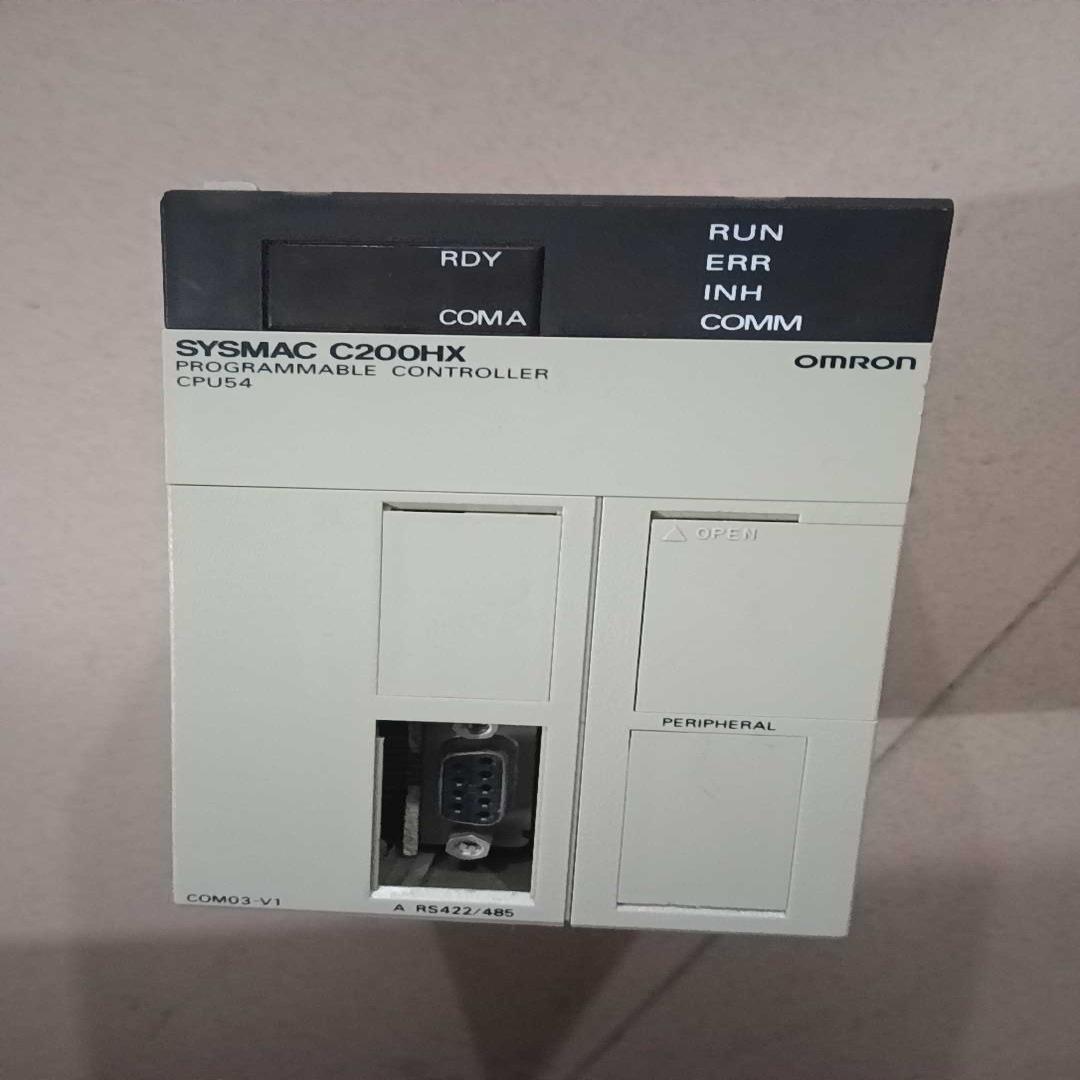 RDY
COMA
RUN
ERR
INH
COMM
SYSMAC C200HX
PROGRAMMABLE CONTROLLER
CPU54
OMRON
OPEN
PERIPHERAL
COM03-V1
A RS422/485